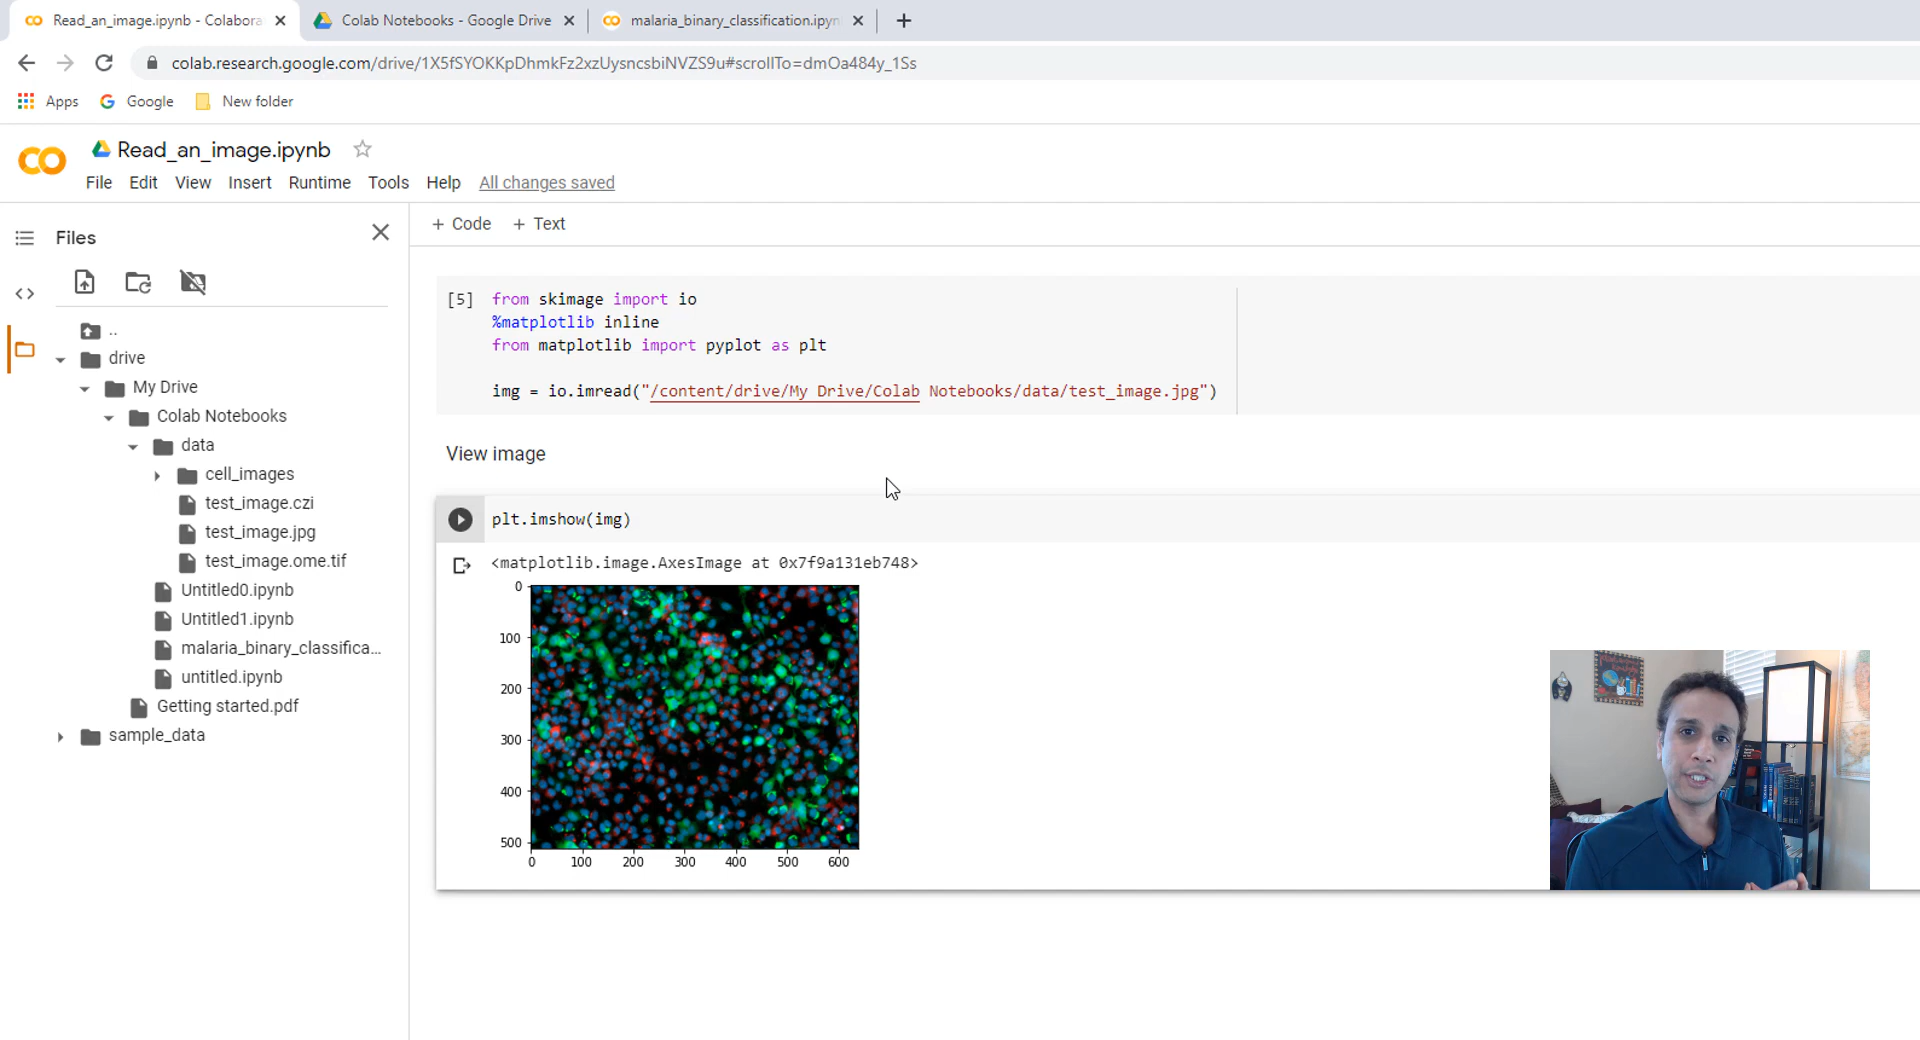 Read_an_image.ipynb - Colabora
Colab Notebooks - Google Drive
malaria_binary_classification.ipyn
colab.research.google.com/drive/1X5fSYOKKpDhmkFz2xzUysncsbiNVZS9u#scrollTo=dmOa484y_1Ss
Apps
Google
New folder
Read_an_image.ipynb
File Edit View Insert Runtime Tools Help All changes saved
Files
+ Code + Text
..
drive
My Drive
Colab Notebooks
data
cell_images
test_image.czi
test_image.jpg
test_image.ome.tif
Untitled0.ipynb
Untitled1.ipynb
malaria_binary_classifica...
untitled.ipynb
Getting started.pdf
sample_data
[5] from skimage import io
%matplotlib inline
from matplotlib import pyplot as plt
img = io.imread("/content/drive/My Drive/Colab Notebooks/data/test_image.jpg")
View image
plt.imshow(img)
<matplotlib.image.AxesImage at 0x7f9a131eb748>
0
100
200
300
400
500
0 100 200 300 400 500 600